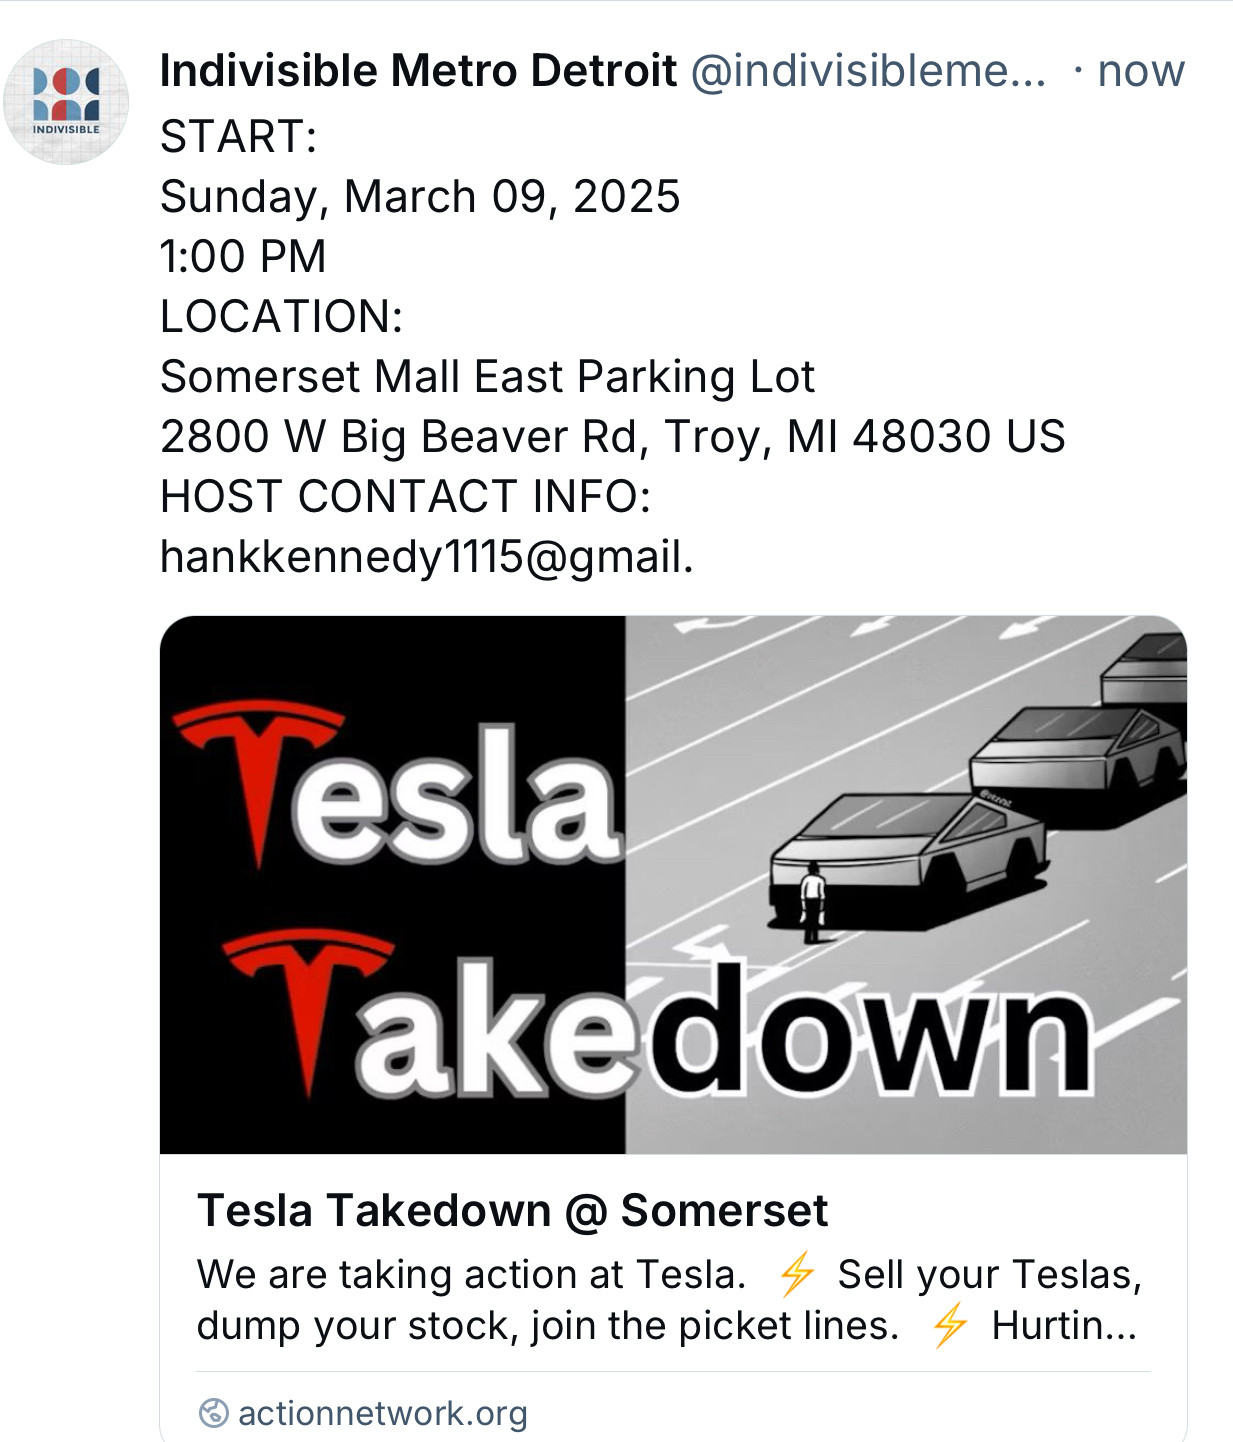 Indivisible Metro Detroit @indivisibleme... · now
INDIVISIBLE
START:
Sunday, March 09, 2025
1:00 PM
LOCATION:
Somerset Mall East Parking Lot
2800 W Big Beaver Rd, Troy, MI 48030 US
HOST CONTACT INFO:
hankkennedy1115@gmail.
Tesla
Takedown
Tesla Takedown @ Somerset
We are taking action at Tesla. ⚡ Sell your Teslas,
dump your stock, join the picket lines. ⚡ Hurtin...
actionnetwork.org